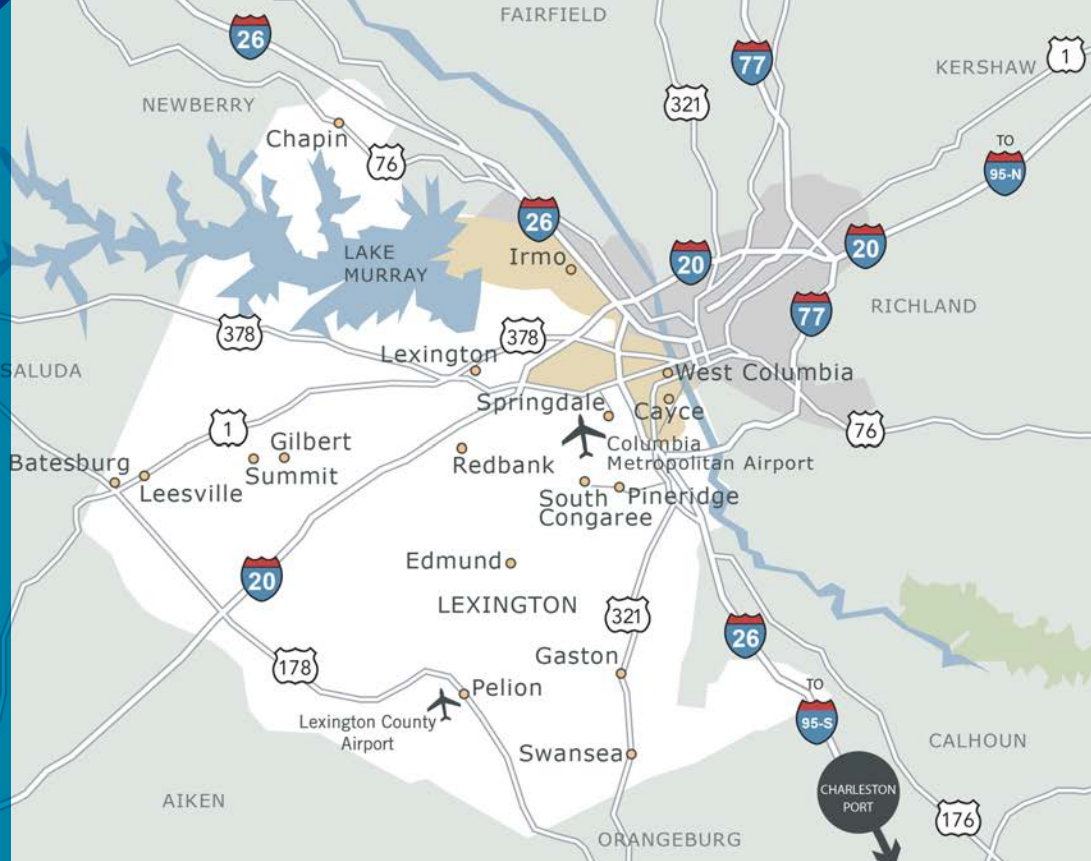 FAIRFIELD
26
77
1
KERSHAW
321
NEWBERRY
Chapin
76
TO
95-N
26
20
20
Irmo
LAKE
MURRAY
77
RICHLAND
378
378
SALUDA
Lexington
West Columbia
Springdale
Cayce
1
76
Gilbert
Columbia
Metropolitan Airport
Batesburg
Summit
Redbank
Leesville
South
Congaree
Pineridge
Edmund
20
LEXINGTON
321
26
178
Gaston
Pelion
TO
95-S
Lexington County
Airport
Swansea
CALHOUN
CHARLESTON
PORT
AIKEN
176
ORANGEBURG